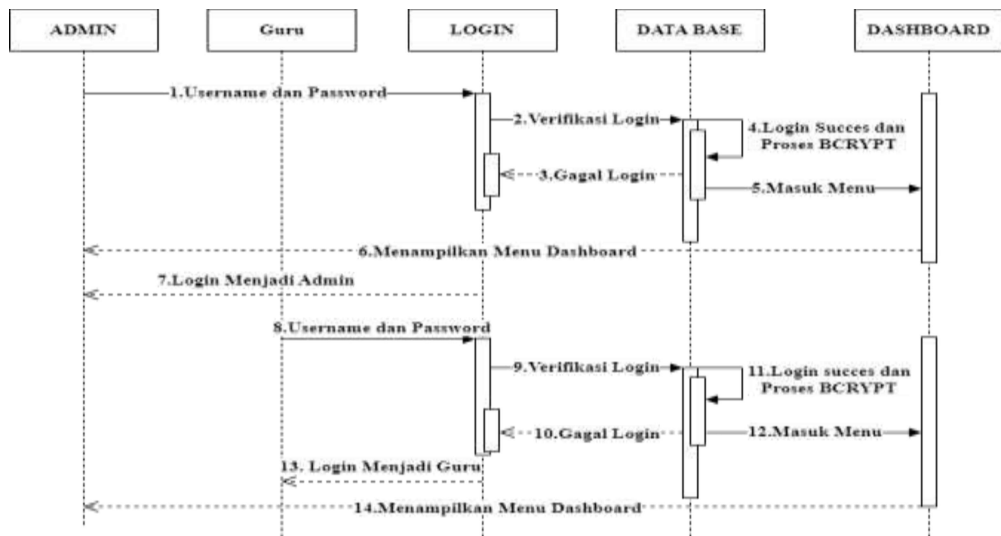 ADMIN
Guru
LOGIN
DATA BASE
DASHBOARD
1.Username dan Password
2.Verifikasi Login
4.Login Succes dan
Proses BCRYPT
3.Gagal Login
5.Masuk Menu
6.Menampilkan Menu Dashboard
7.Login Menjadi Admin
8.Username dan Password
9.Verifikasi Login
11.Login succes dan
Proses BCRYPT
10.Gagal Login
12.Masuk Menu
13. Login Menjadi Guru
14.Menampilkan Menu Dashboard